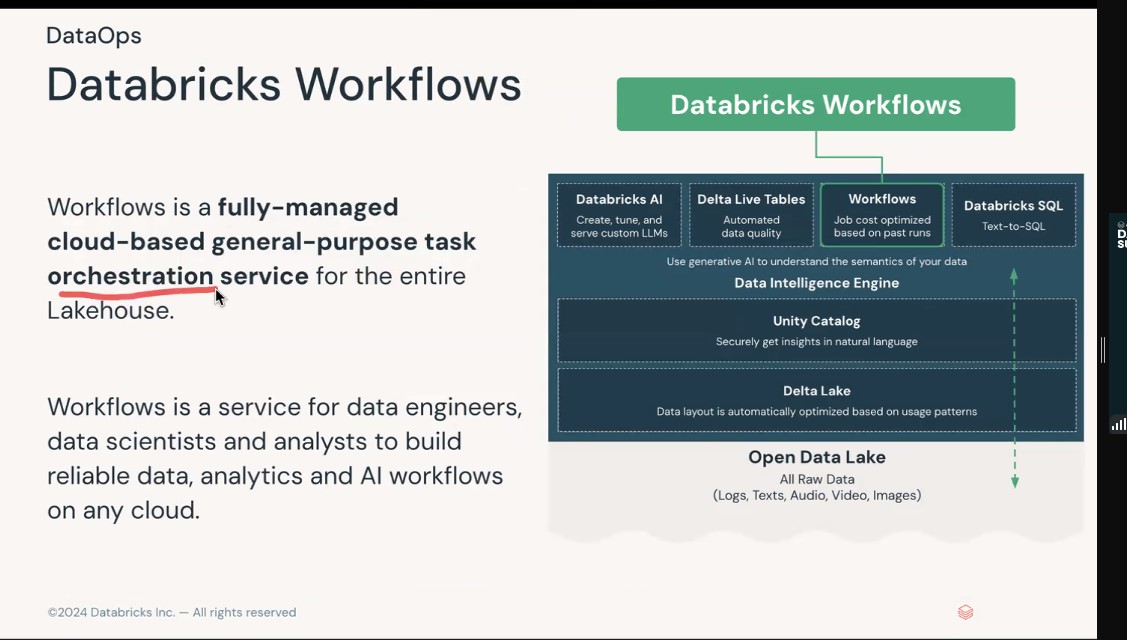 DataOps
Databricks Workflows
Workflows is a fully-managed
cloud-based general-purpose task
orchestration service for the entire
Lakehouse.
Workflows is a service for data engineers,
data scientists and analysts to build
reliable data, analytics and AI workflows
on any cloud.
Databricks Workflows
Databricks AI
Create, tune, and
serve custom LLMs
Delta Live Tables
Automated
data quality
Workflows
Job cost optimized
based on past runs
Databricks SQL
Text-to-SQL
Use generative AI to understand the semantics of your data
Data Intelligence Engine
Unity Catalog
Securely get insights in natural language
Delta Lake
Data layout is automatically optimized based on usage patterns
Open Data Lake
All Raw Data
(Logs, Texts, Audio, Video, Images)
©2024 Databricks Inc. — All rights reserved